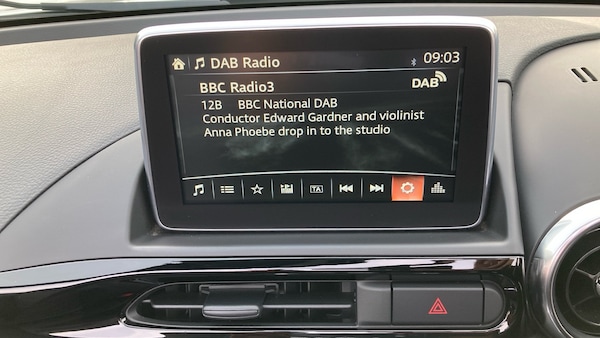 DAB Radio 09:03
BBC Radio3 DAB
12B BBC National DAB
Conductor Edward Gardner and violinist
Anna Phoebe drop in to the studio
TA